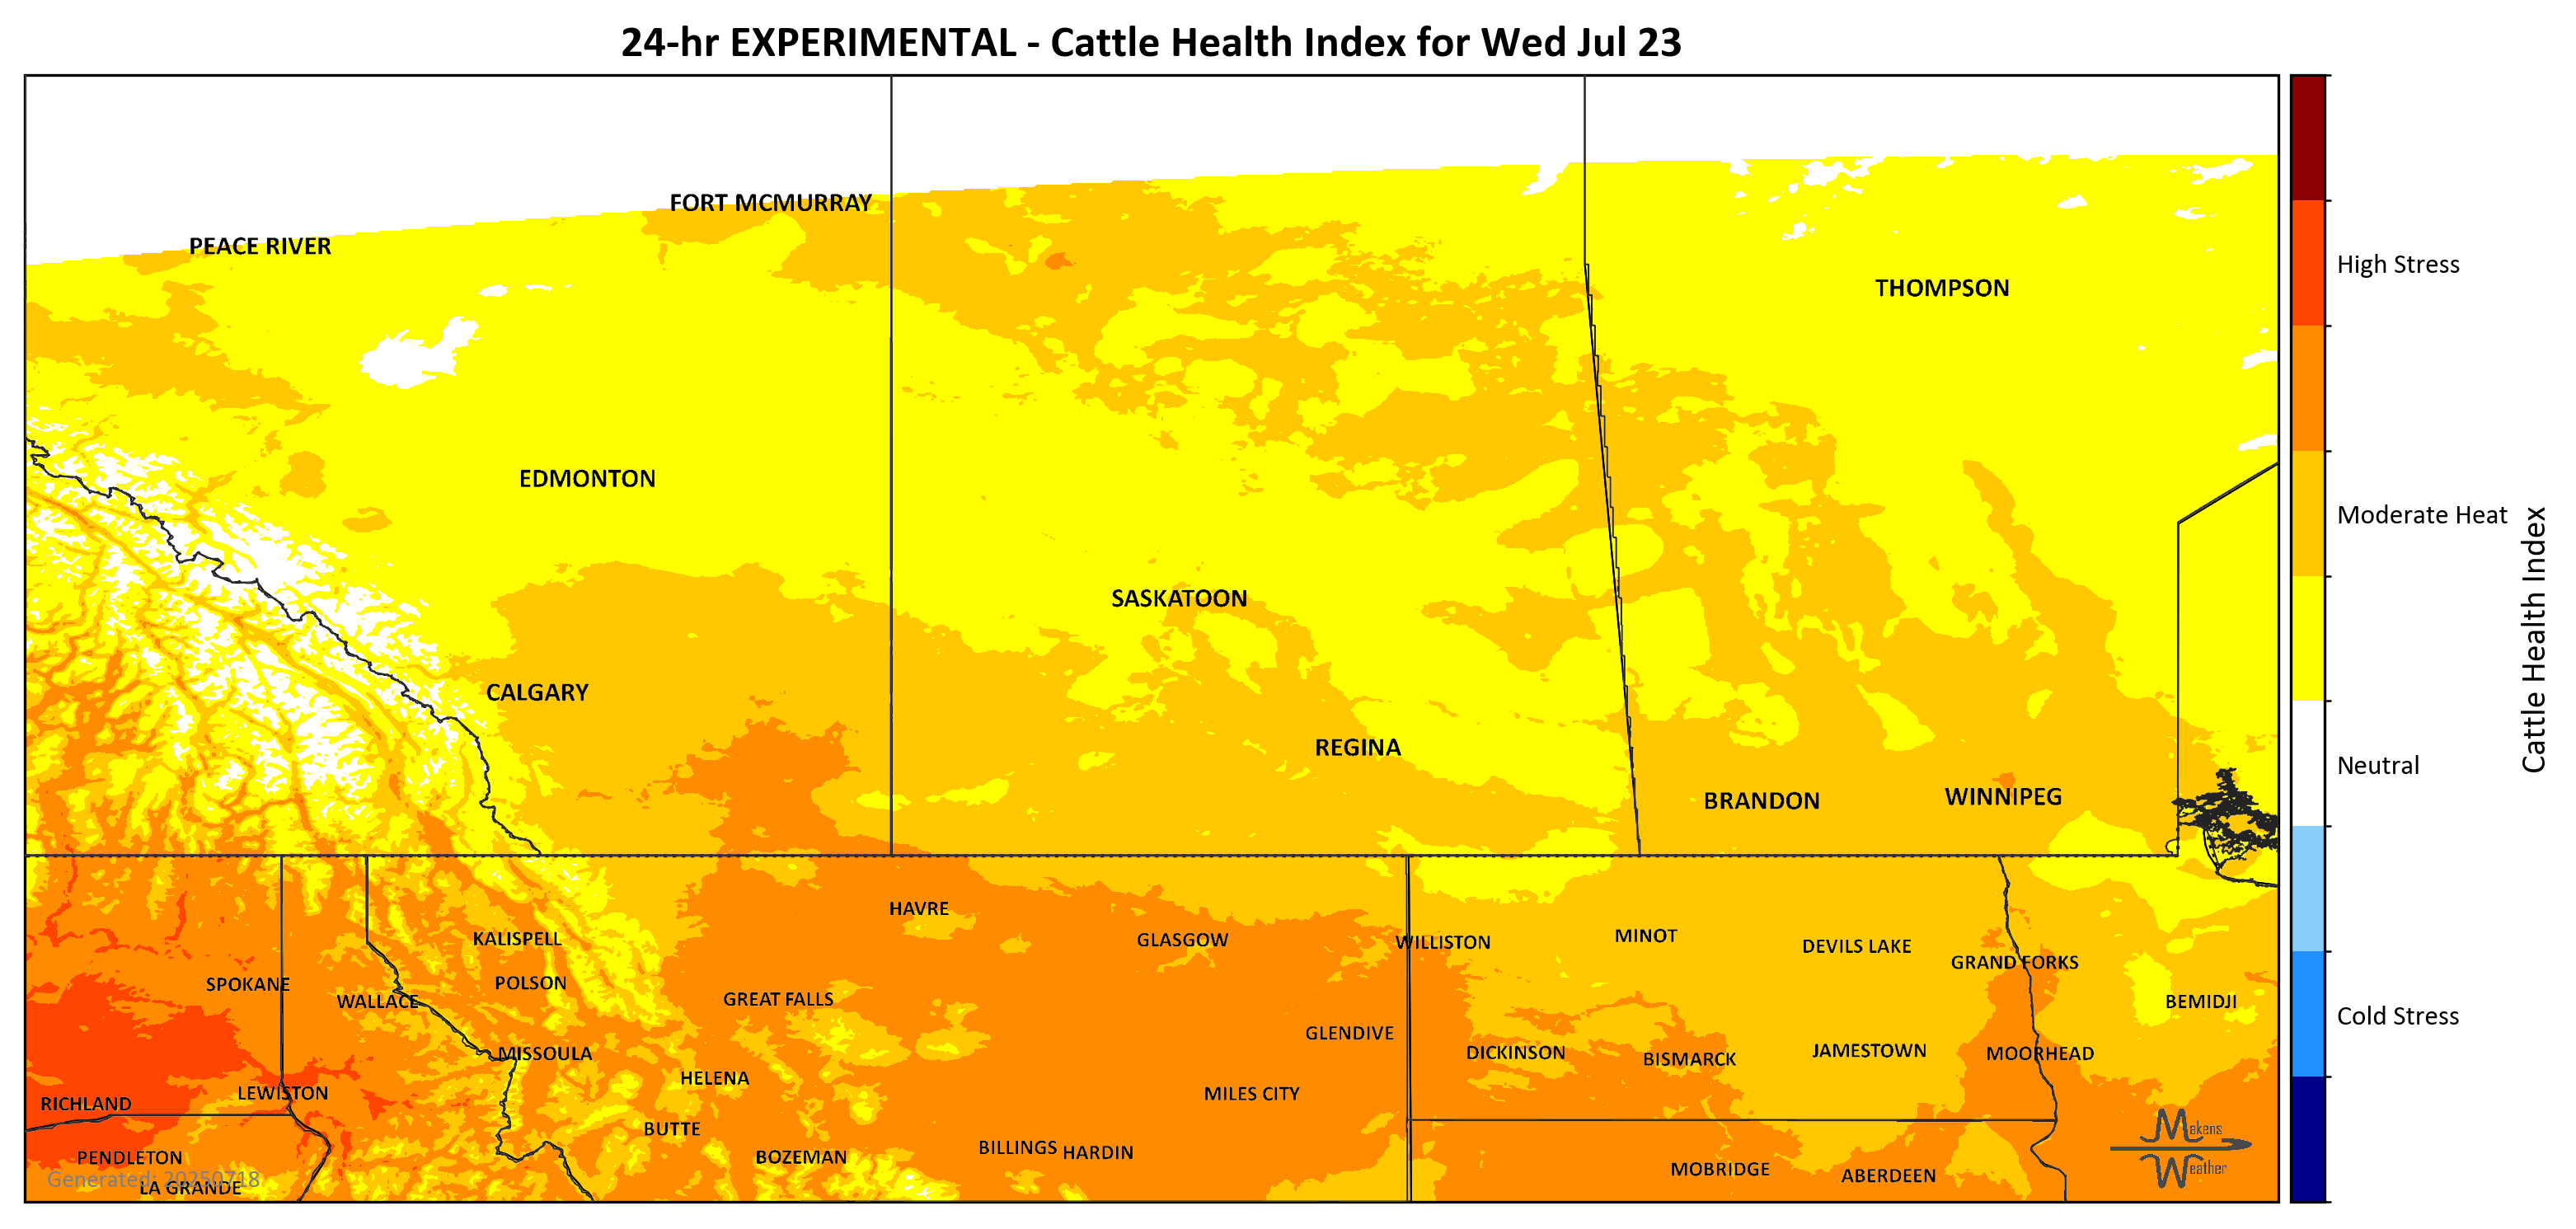 24-hr EXPERIMENTAL - Cattle Health Index for Wed Jul 23
FORT MCMURRAY
PEACE RIVER
THOMPSON
EDMONTON
SASKATOON
CALGARY
REGINA
BRANDON
WINNIPEG
HAVRE
KALISPELL
GLASGOW
WILLISTON
MINOT
DEVILS LAKE
GRAND FORKS
SPOKANE
POLSON
WALLACE
GREAT FALLS
BEMIDJI
GLENDIVE
MISSOULA
DICKINSON
BISMARCK
JAMESTOWN
MOORHEAD
HELENA
LEWISTON
MILES CITY
RICHLAND
BUTTE
BILLINGS
HARDIN
PENDLETON
BOZEMAN
MOBRIDGE
ABERDEEN
LA GRANDE
Generated: 20250718
Makens
Weather
High Stress
Moderate Heat
Neutral
Cold Stress
Cattle Health Index